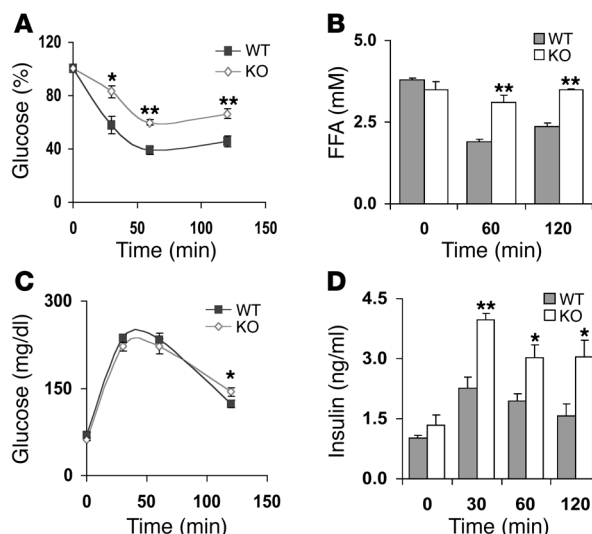 A
WT
KO
120
80
40
0
Glucose (%)
*
**
**
0 50 100 150
Time (min)
B
WT
KO
5.0
2.5
0.0
FFA (mM)
**
**
0 60 120
Time (min)
C
WT
KO
300
150
0
Glucose (mg/dl)
*
0 50 100 150
Time (min)
D
WT
KO
4.5
3.0
1.5
0.0
Insulin (ng/ml)
**
*
*
0 30 60 120
Time (min)